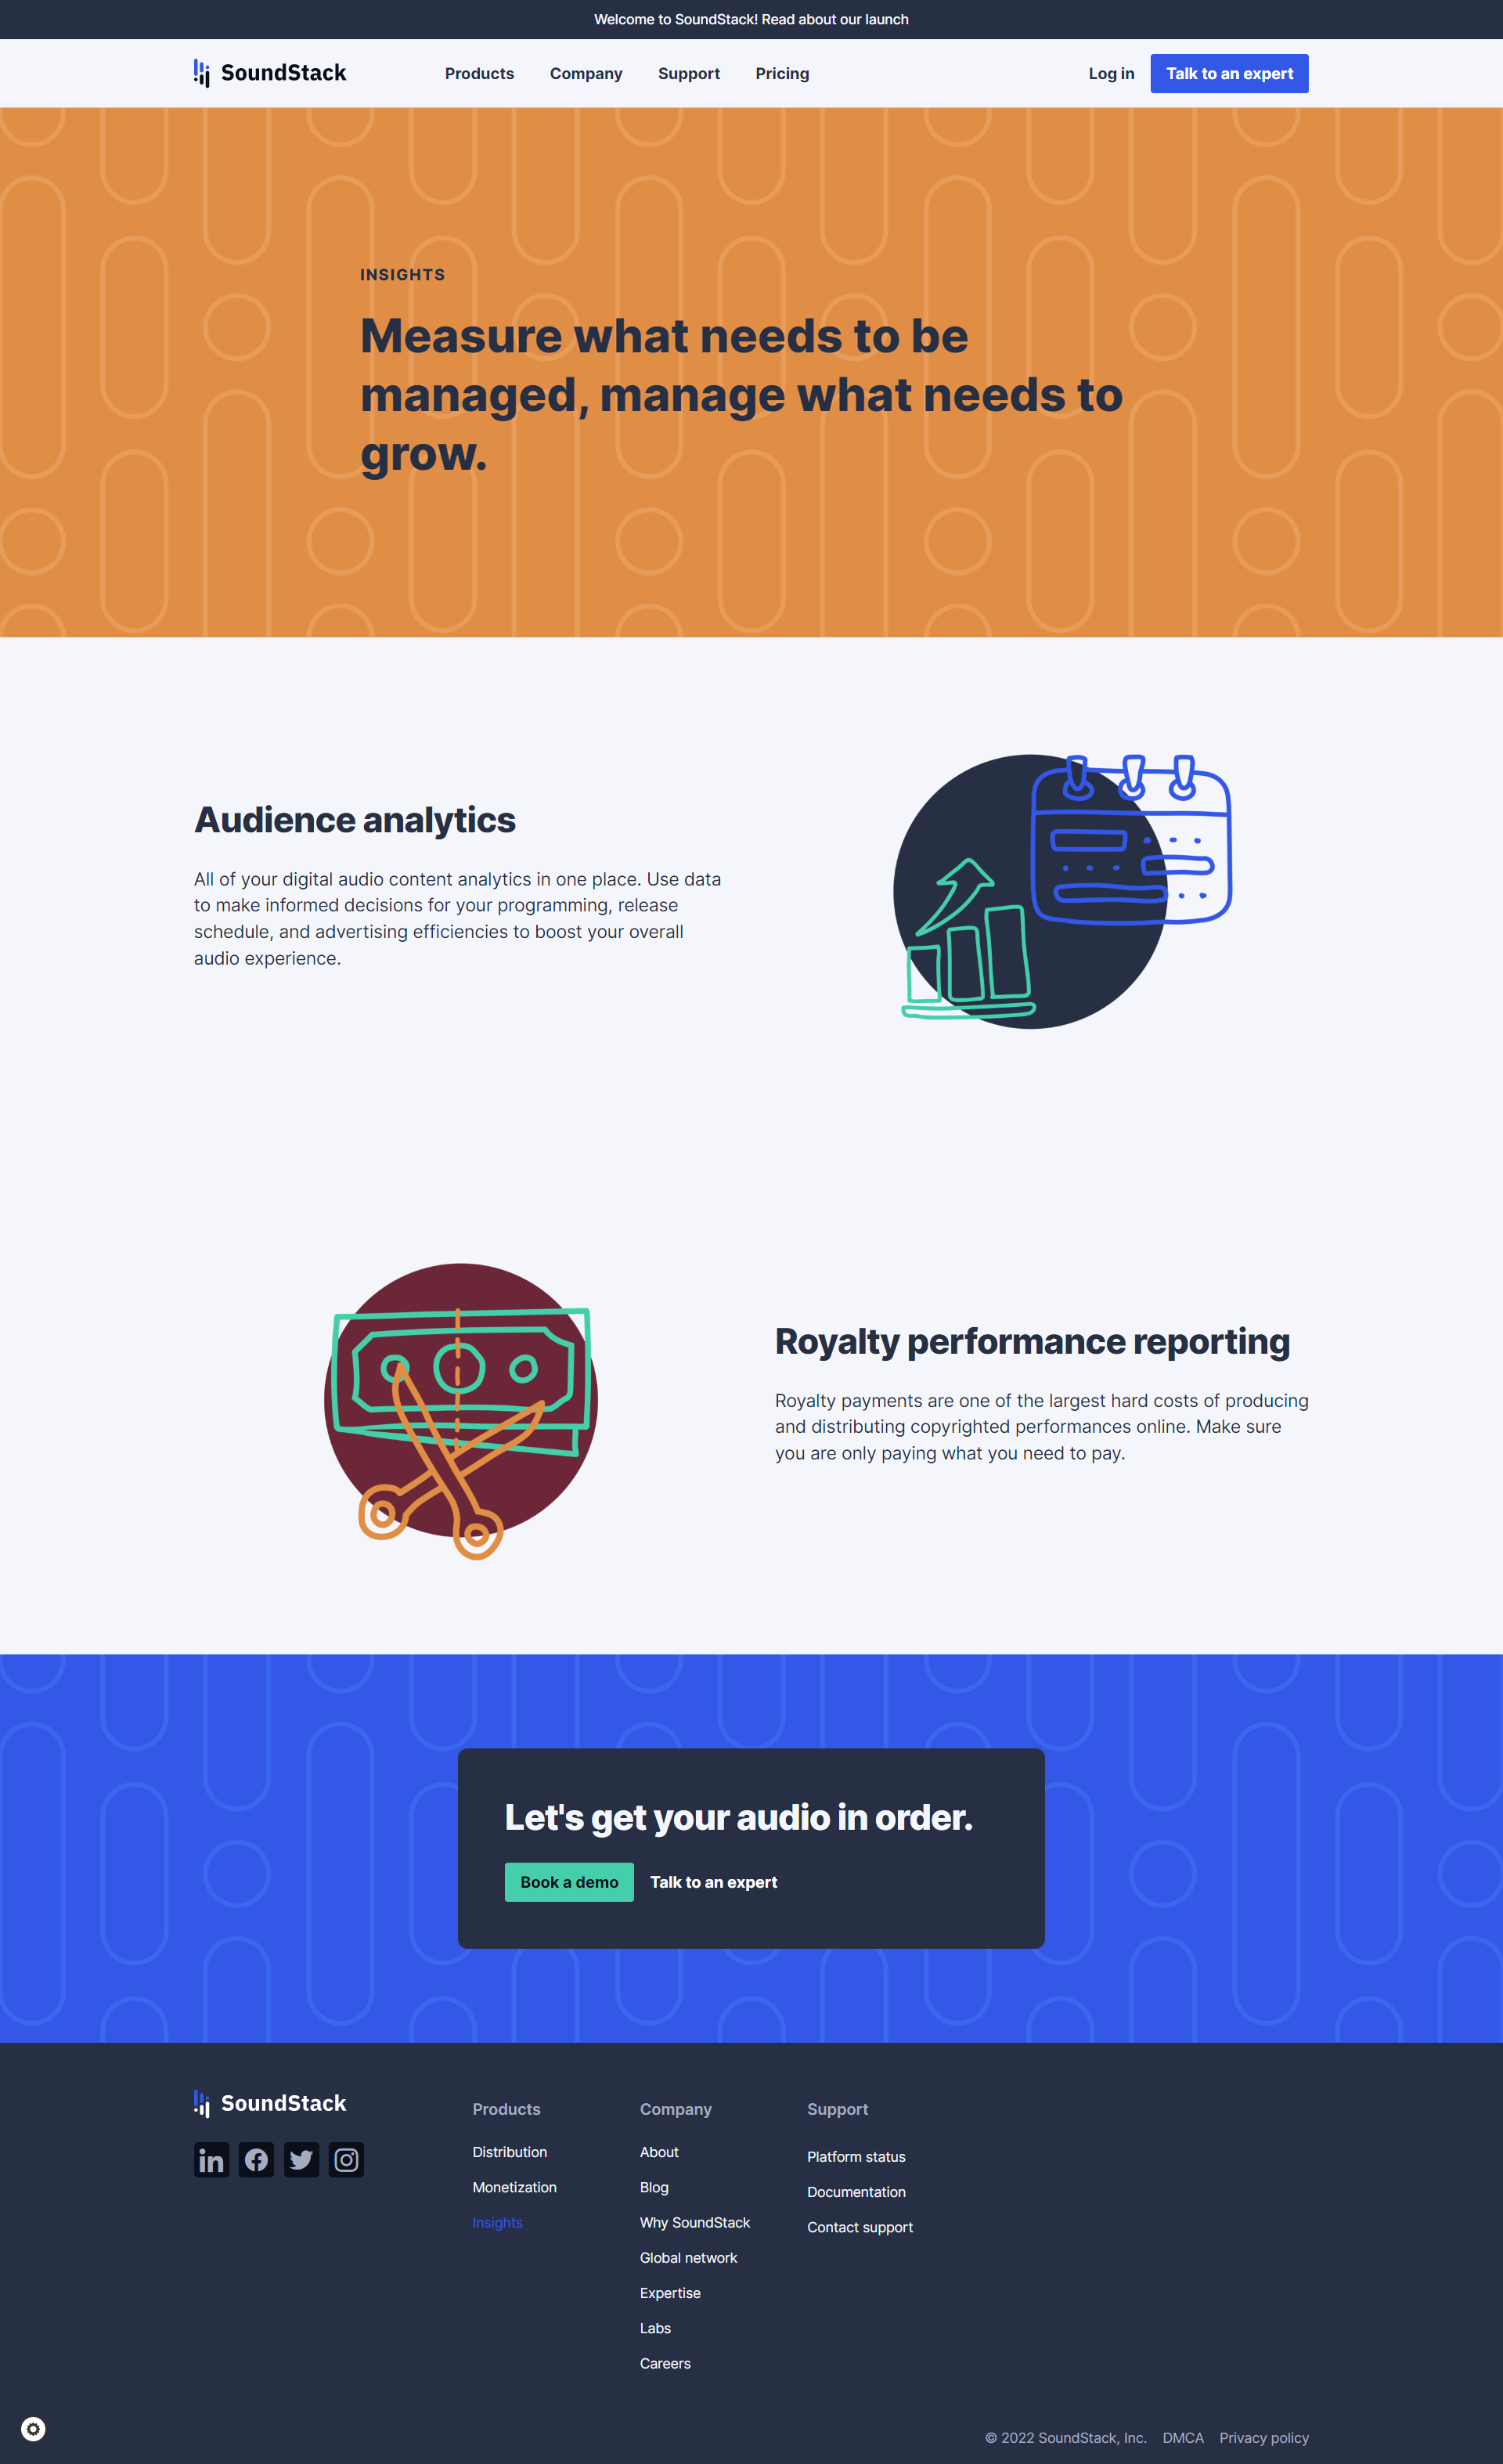 Welcome to SoundStack! Read about our launch
SoundStack
Products Company Support Pricing
Log in Talk to an expert
INSIGHTS
Measure what needs to be
managed, manage what needs to
grow.
Audience analytics
All of your digital audio content analytics in one place. Use data
to make informed decisions for your programming, release
schedule, and advertising efficiencies to boost your overall
audio experience.
Royalty performance reporting
Royalty payments are one of the largest hard costs of producing
and distributing copyrighted performances online. Make sure
you are only paying what you need to pay.
Let's get your audio in order.
Book a demo Talk to an expert
SoundStack
Products
Distribution
Monetization
Insights
Company
About
Blog
Why SoundStack
Global network
Expertise
Labs
Careers
Support
Platform status
Documentation
Contact support
© 2022 SoundStack, Inc. DMCA Privacy policy